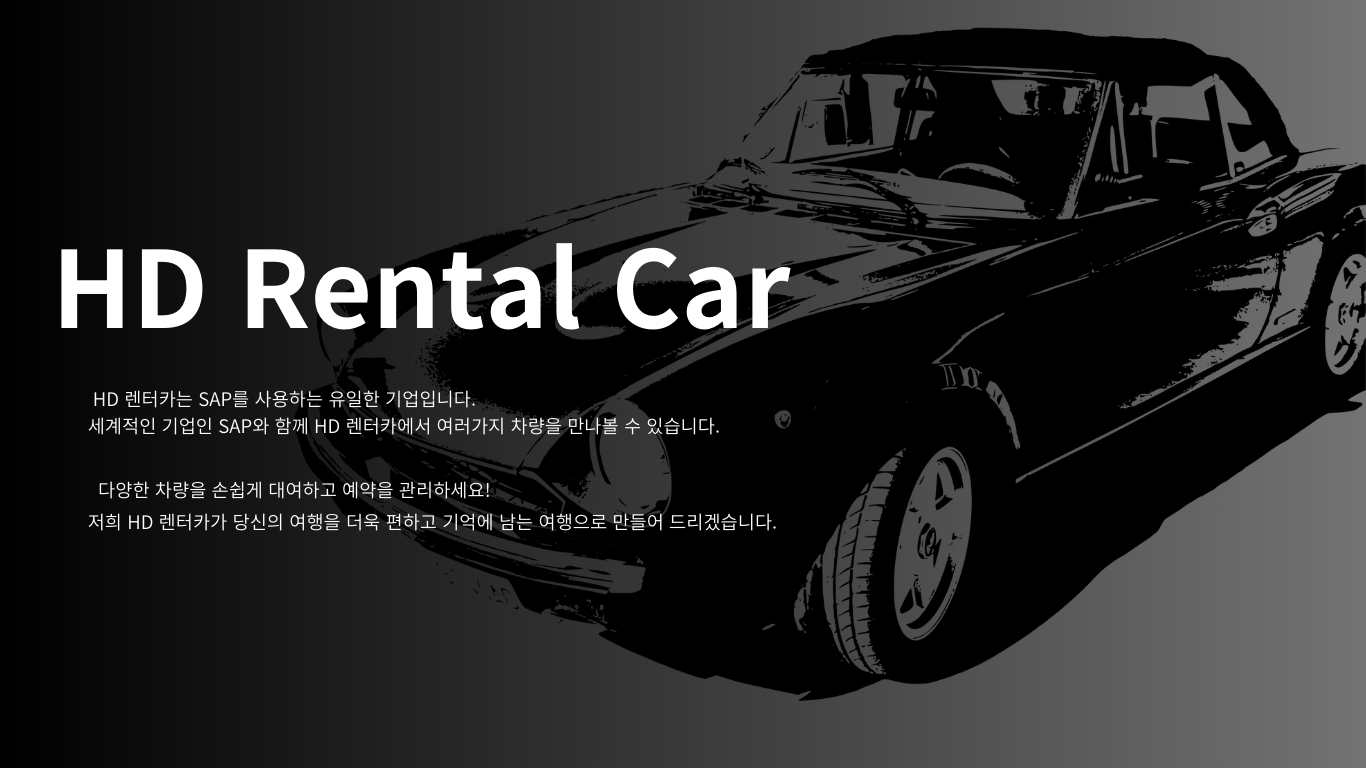 HD Rental Car
HD 렌터카는 SAP를 사용하는 유일한 기업입니다.
세계적인 기업인 SAP와 함께 HD 렌터카에서 여러가지 차량을 만나볼 수 있습니다.
다양한 차량을 손쉽게 대여하고 예약을 관리하세요!
저희 HD 렌터카가 당신의 여행을 더욱 편하고 기억에 남는 여행으로 만들어 드리겠습니다.